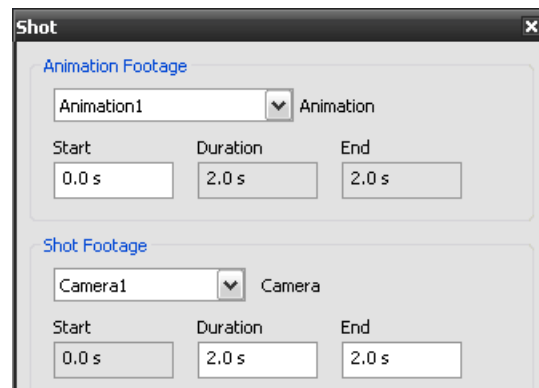 Shot
Animation Footage
Animation1 Animation
Start Duration End
0.0 s 2.0 s 2.0 s
Shot Footage
Camera1 Camera
Start Duration End
0.0 s 2.0 s 2.0 s